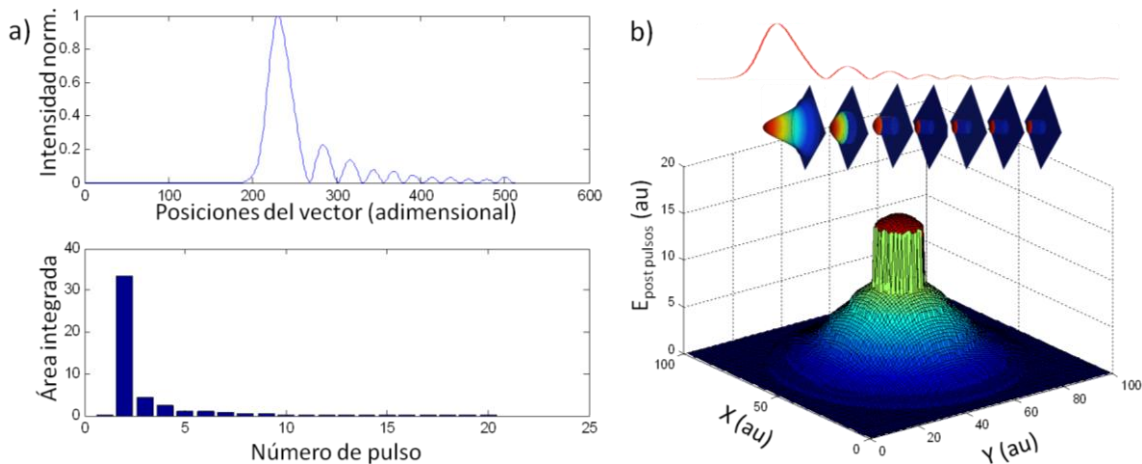 a)
Intensidad norm.
1
0.8
0.6
0.4
0.2
0
0 100 200 300 400 500 600
Posiciones del vector (adimensional)
Área integrada
40
30
20
10
0
0 5 10 15 20 25
Número de pulso
b)
E post pulsos (au)
20
15
10
5
0
100
50
0
X (au)
0
20
40
60
80
100
Y (au)